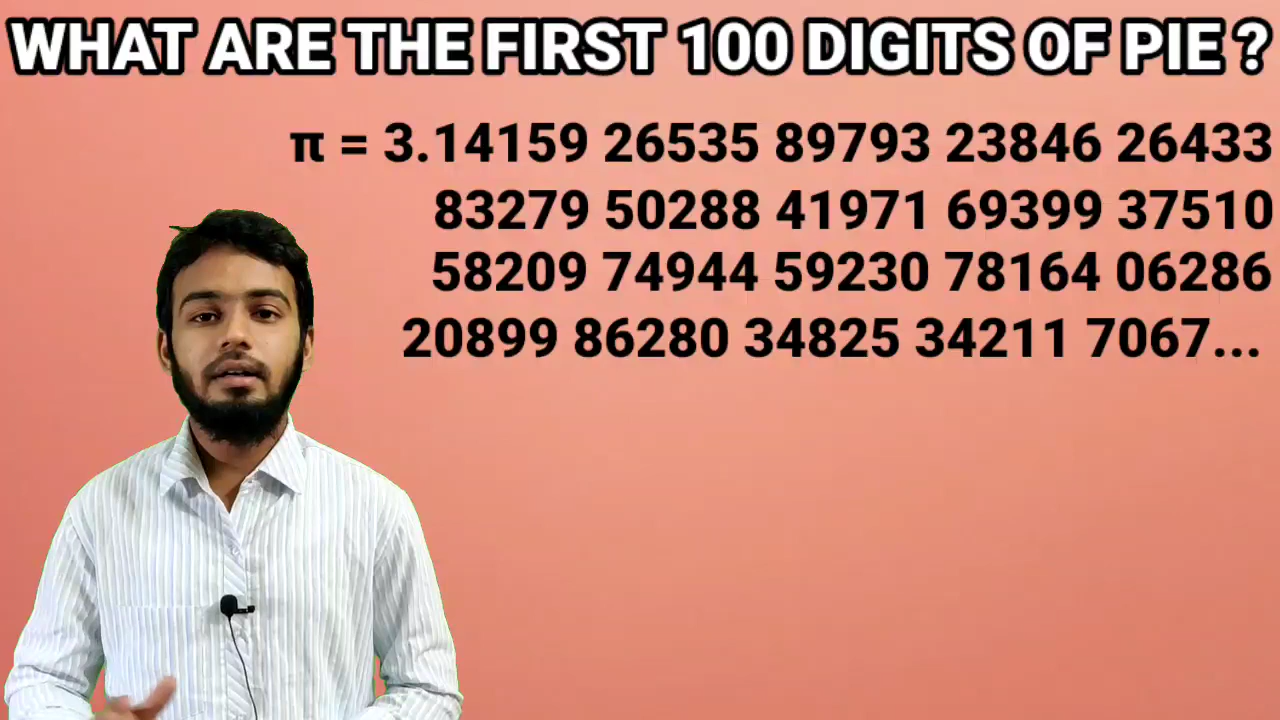 WHAT ARE THE FIRST 100 DIGITS OF PIE ?
π = 3.14159 26535 89793 23846 26433
83279 50288 41971 69399 37510
58209 74944 59230 78164 06286
20899 86280 34825 34211 7067...